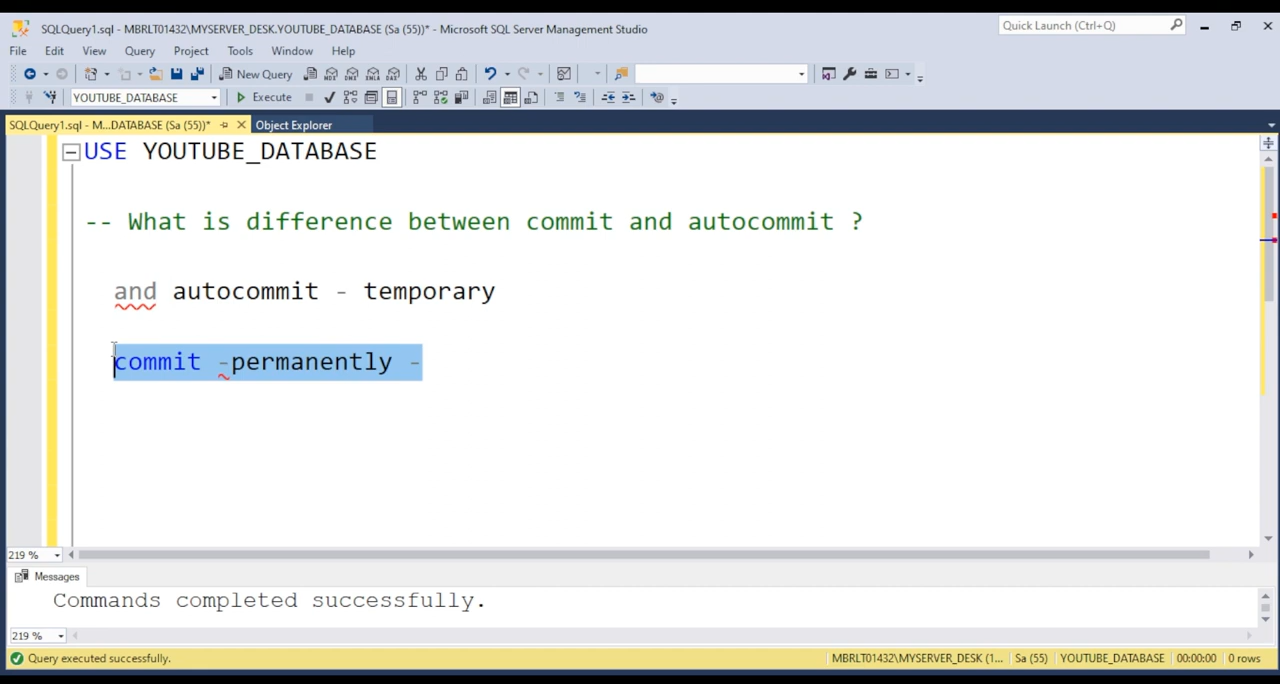 SQLQuery1.sql - MBRLT01432\MYSERVER_DESK.YOUTUBE_DATABASE (Sa (55))* - Microsoft SQL Server Management Studio
Quick Launch (Ctrl+Q)
File Edit View Query Project Tools Window Help
New Query
YOUTUBE_DATABASE Execute
SQLQuery1.sql - M...DATABASE (Sa (55))* Object Explorer
USE YOUTUBE_DATABASE
-- What is difference between commit and autocommit ?
and autocommit - temporary
commit -permanently -
219 %
Messages
Commands completed successfully.
219 %
Query executed successfully. MBRLT01432\MYSERVER_DESK (1... Sa (55) YOUTUBE_DATABASE 00:00:00 0 rows